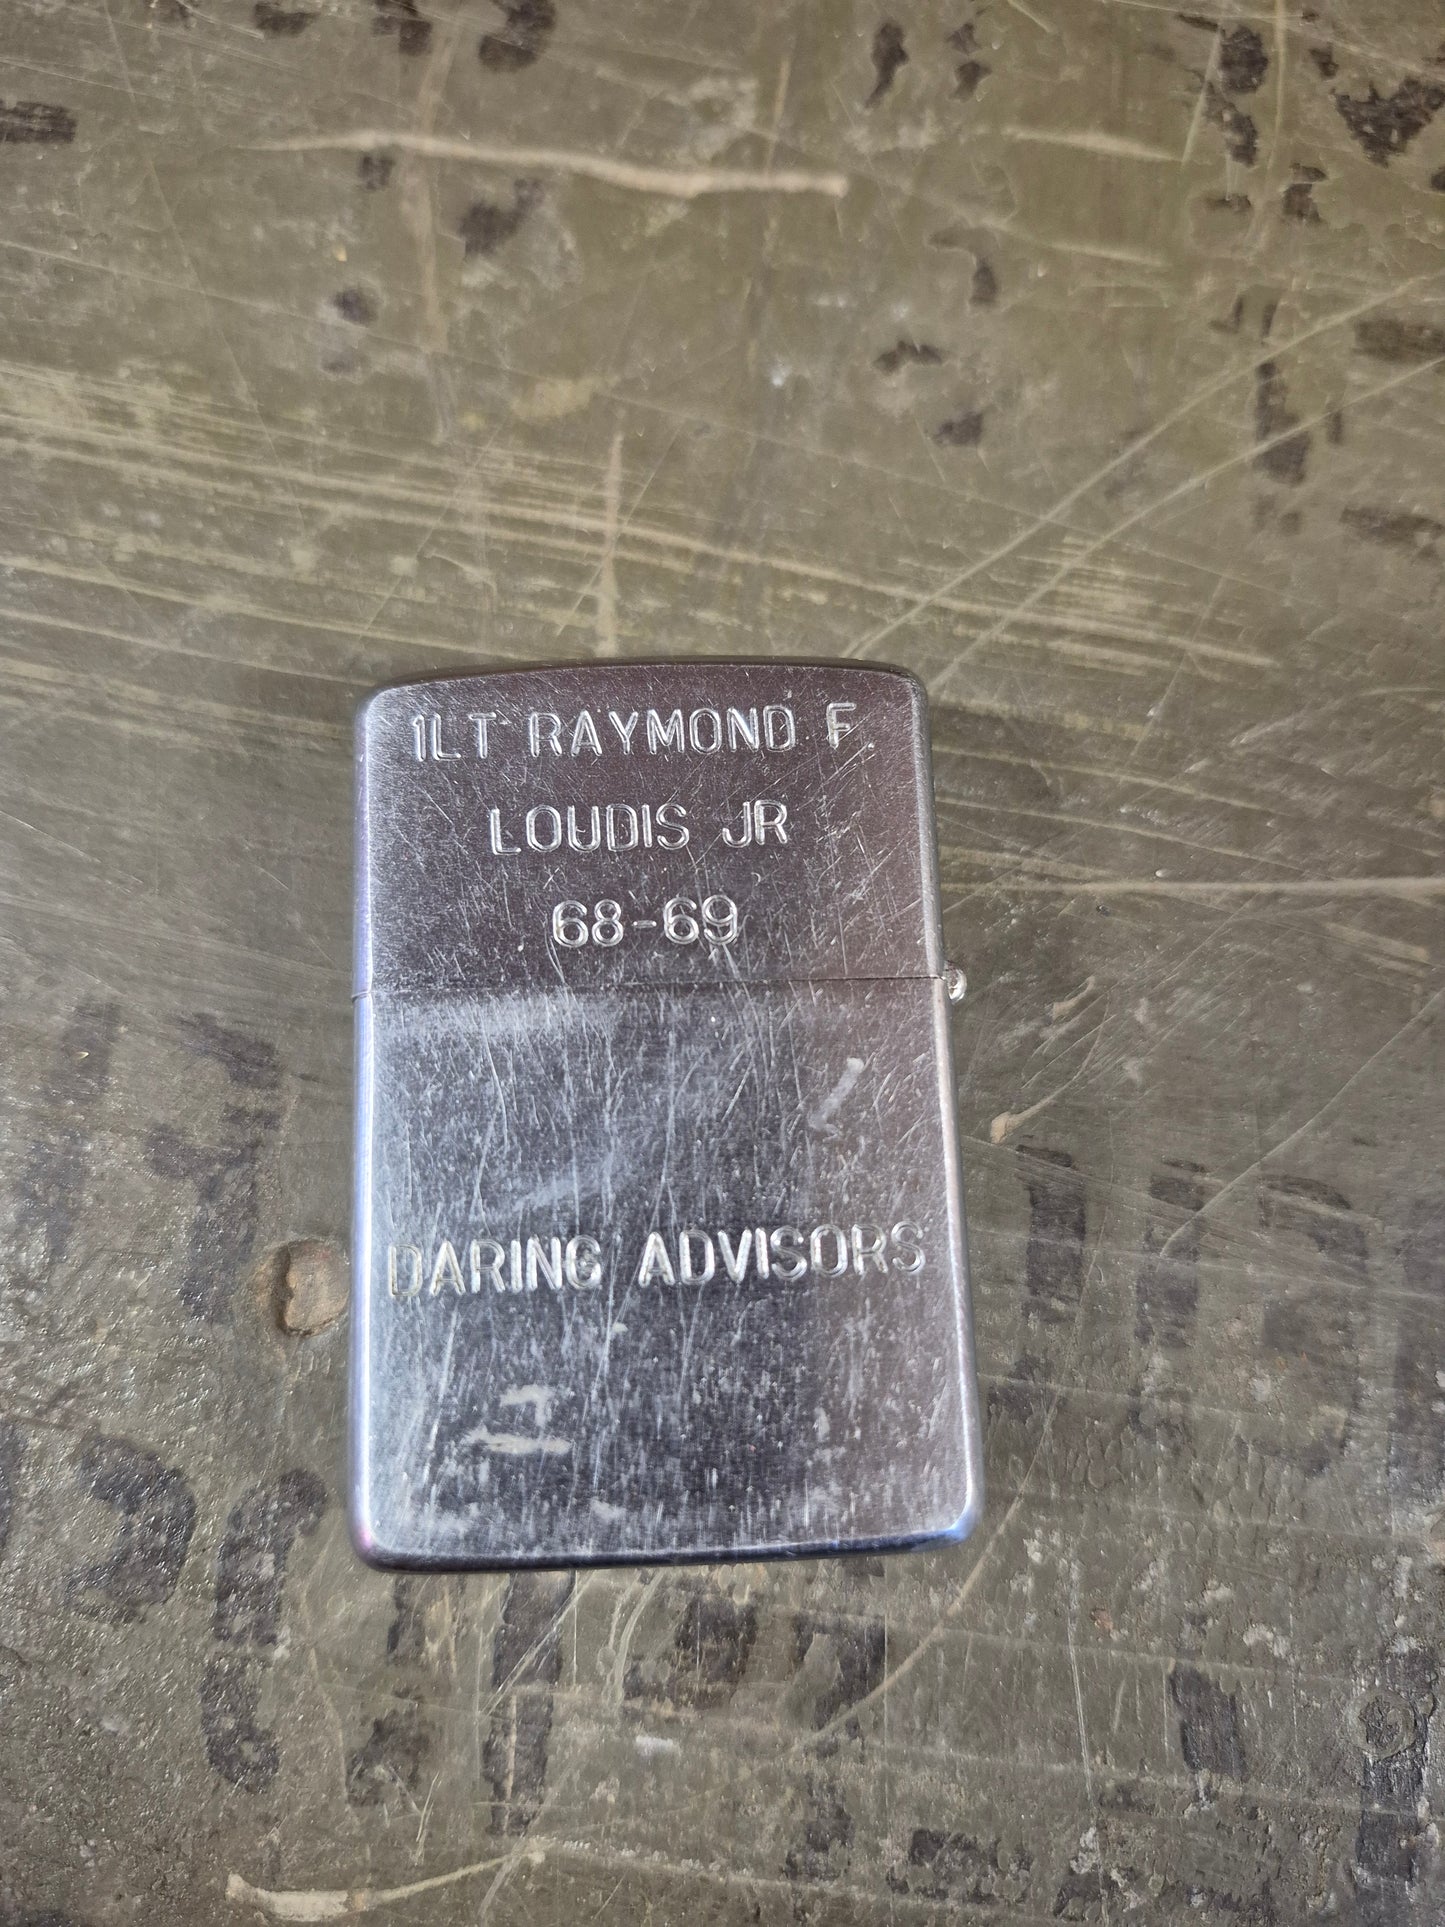 1LT RAYMOND F.
LOUDIS JR
68-69
DARING ADVISORS